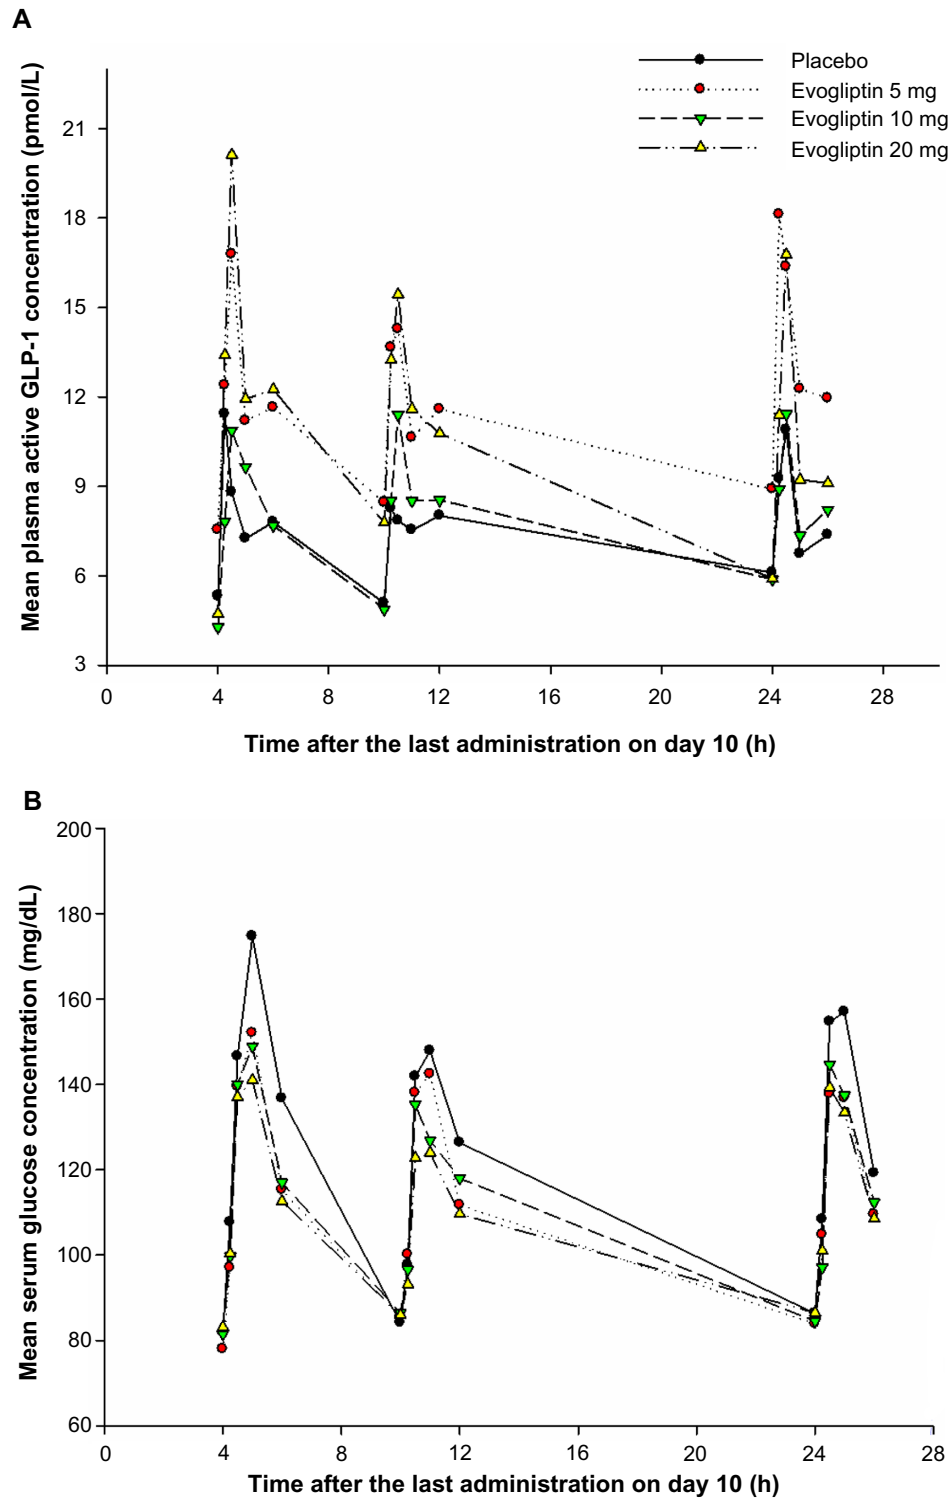 A
Mean plasma active GLP-1 concentration (pmol/L)
Placebo
Evogliptin 5 mg
Evogliptin 10 mg
Evogliptin 20 mg
21
18
15
12
9
6
3
0 4 8 12 16 20 24 28
Time after the last administration on day 10 (h)
B
Mean serum glucose concentration (mg/dL)
200
180
160
140
120
100
80
60
0 4 8 12 16 20 24 28
Time after the last administration on day 10 (h)